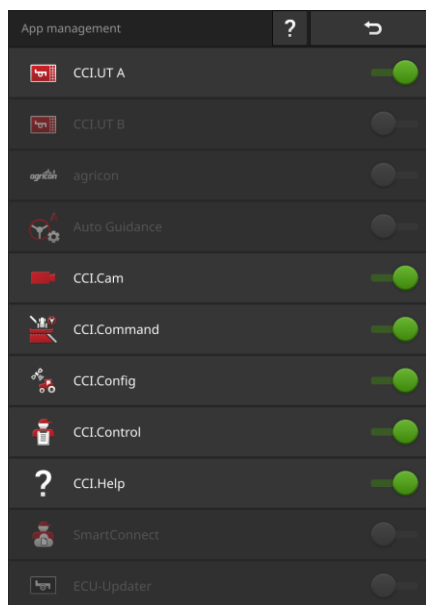 App management ?
CCI.UT A
CCI.UT B
agricon agricon
Auto Guidance
CCI.Cam
CCI.Command
CCI.Config
CCI.Control
? CCI.Help
SmartConnect
ECU-Updater